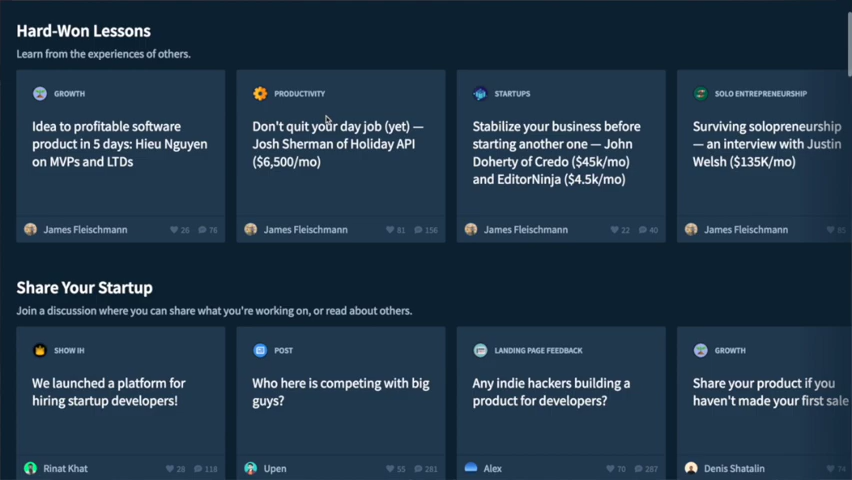 Hard-Won Lessons
Learn from the experiences of others.
GROWTH
Idea to profitable software
product in 5 days: Hieu Nguyen
on MVPs and LTDs
James Fleischmann
26
76
PRODUCTIVITY
Don't quit your day job (yet) —
Josh Sherman of Holiday API
($6,500/mo)
James Fleischmann
81
156
STARTUPS
Stabilize your business before
starting another one — John
Doherty of Credo ($45k/mo)
and EditorNinja ($4.5k/mo)
James Fleischmann
22
40
SOLO ENTREPRENEURSHIP
Surviving solopreneurship
— an interview with Justin
Welsh ($135K/mo)
James Fleischmann
Share Your Startup
Join a discussion where you can share what you're working on, or read about others.
SHOW IH
We launched a platform for
hiring startup developers!
Rinat Khat
28
118
POST
Who here is competing with big
guys?
Upen
55
281
LANDING PAGE FEEDBACK
Any indie hackers building a
product for developers?
Alex
70
287
GROWTH
Share your product if you
haven't made your first sale
Denis Shatalin
74